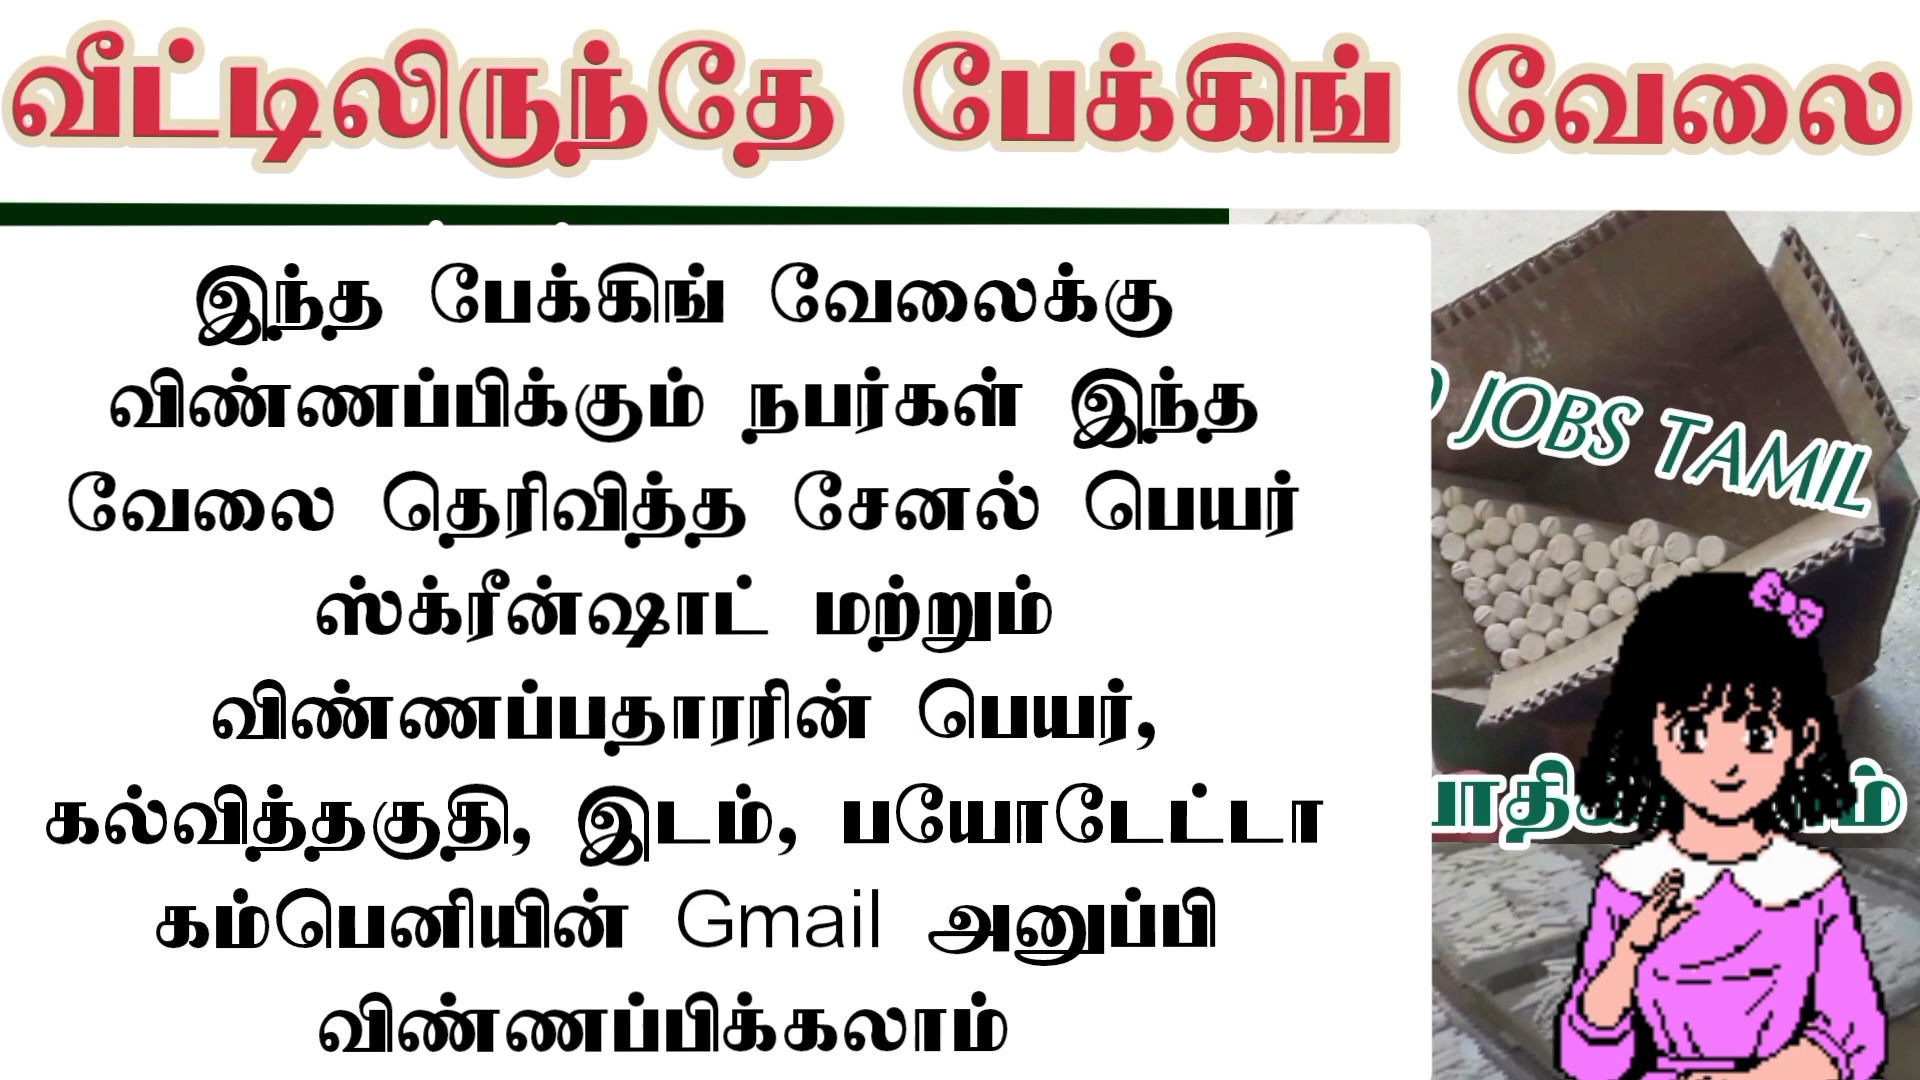 வீட்டிலிருந்தே பேக்கிங் வேலை
இந்த பேக்கிங் வேலைக்கு
விண்ணப்பிக்கும் நபர்கள் இந்த
வேலை தெரிவித்த சேனல் பெயர்
ஸ்க்ரீன்ஷாட் மற்றும்
விண்ணப்பதாரரின் பெயர்,
கல்வித்தகுதி, இடம், பயோடேட்டா
கம்பெனியின் Gmail அனுப்பி
விண்ணப்பிக்கலாம்
JOBS TAMIL